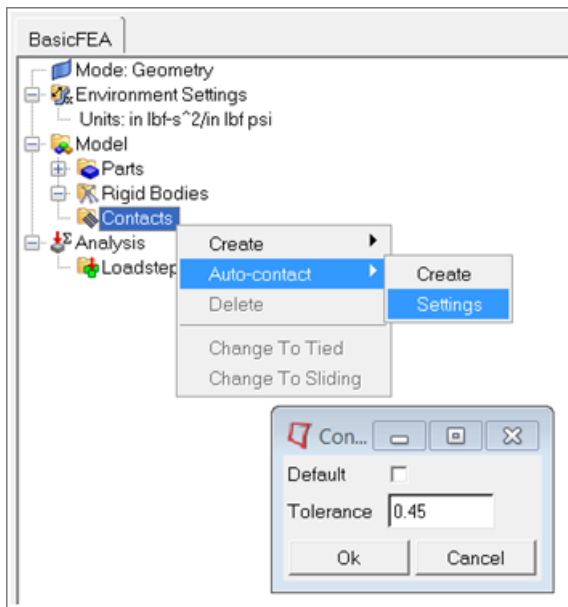 BasicFEA
Mode: Geometry
Environment Settings
Units: in lbf-s^2/in lbf psi
Model
Parts
Rigid Bodies
Contacts
Analysis
Loadstep
Create
Auto-contact
Delete
Change To Tied
Change To Sliding
Create
Settings
Con...
Default
Tolerance 0.45
Ok Cancel